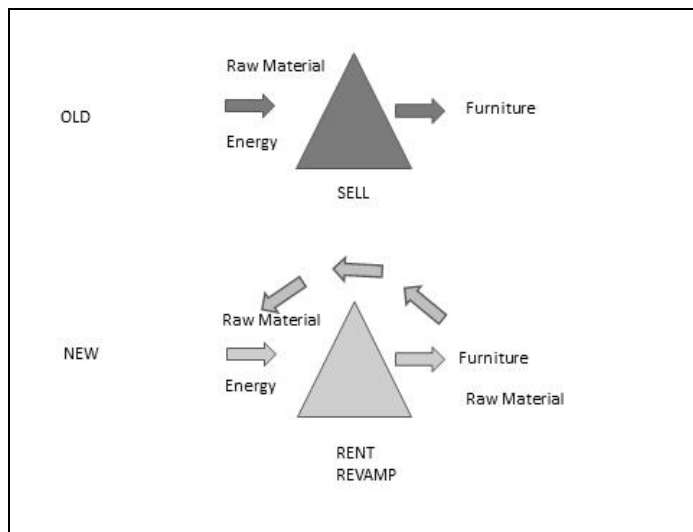 Raw Material
OLD
Furniture
Energy
SELL
Raw Material
NEW
Furniture
Energy
Raw Material
RENT
REVAMP